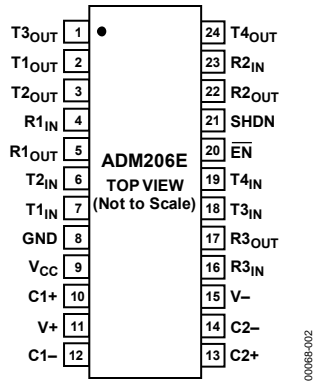 T3OUT 1 24 T4OUT
T1OUT 2 23 R2IN
T2OUT 3 22 R2OUT
R1IN 4 21 SHDN
R1OUT 5 20 E̅N̅
T2IN 6 19 T4IN
T1IN 7 18 T3IN
GND 8 17 R3OUT
VCC 9 16 R3IN
C1+ 10 15 V–
V+ 11 14 C2–
C1– 12 13 C2+
ADM206E
TOP VIEW
(Not to Scale)
00068-002